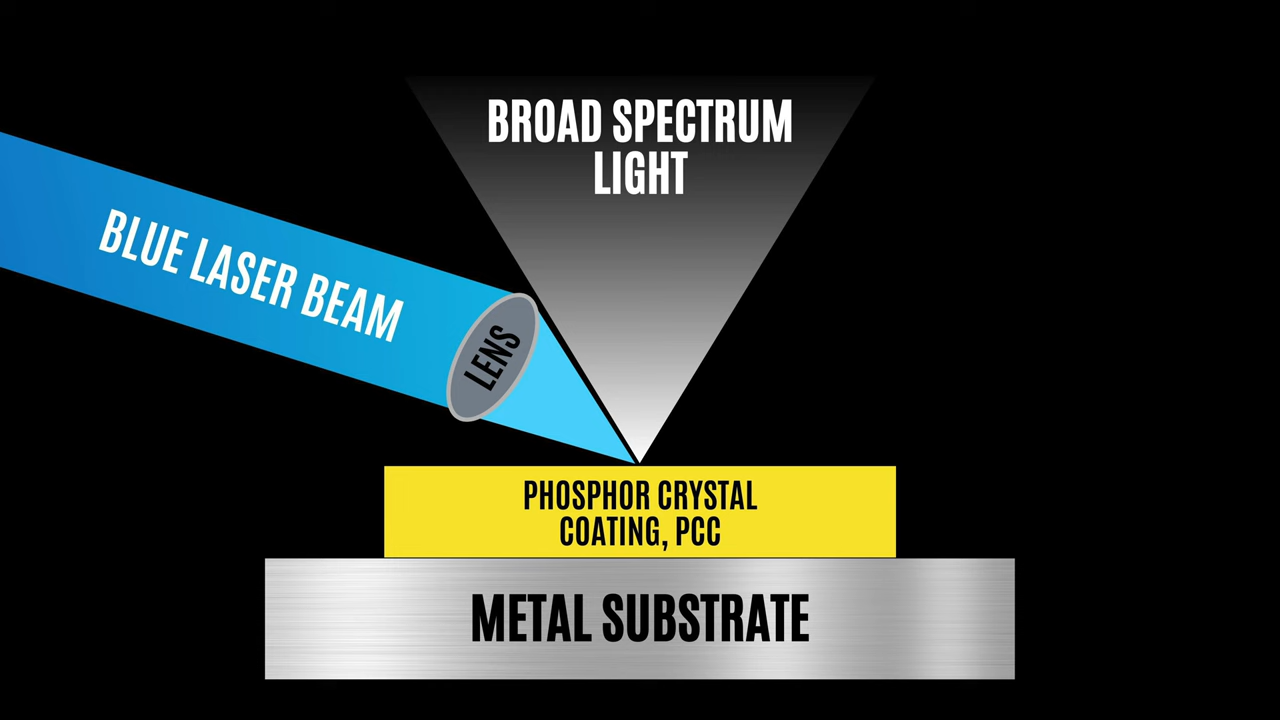 BROAD SPECTRUM
LIGHT
BLUE LASER BEAM
LENS
PHOSPHOR CRYSTAL
COATING, PCC
METAL SUBSTRATE